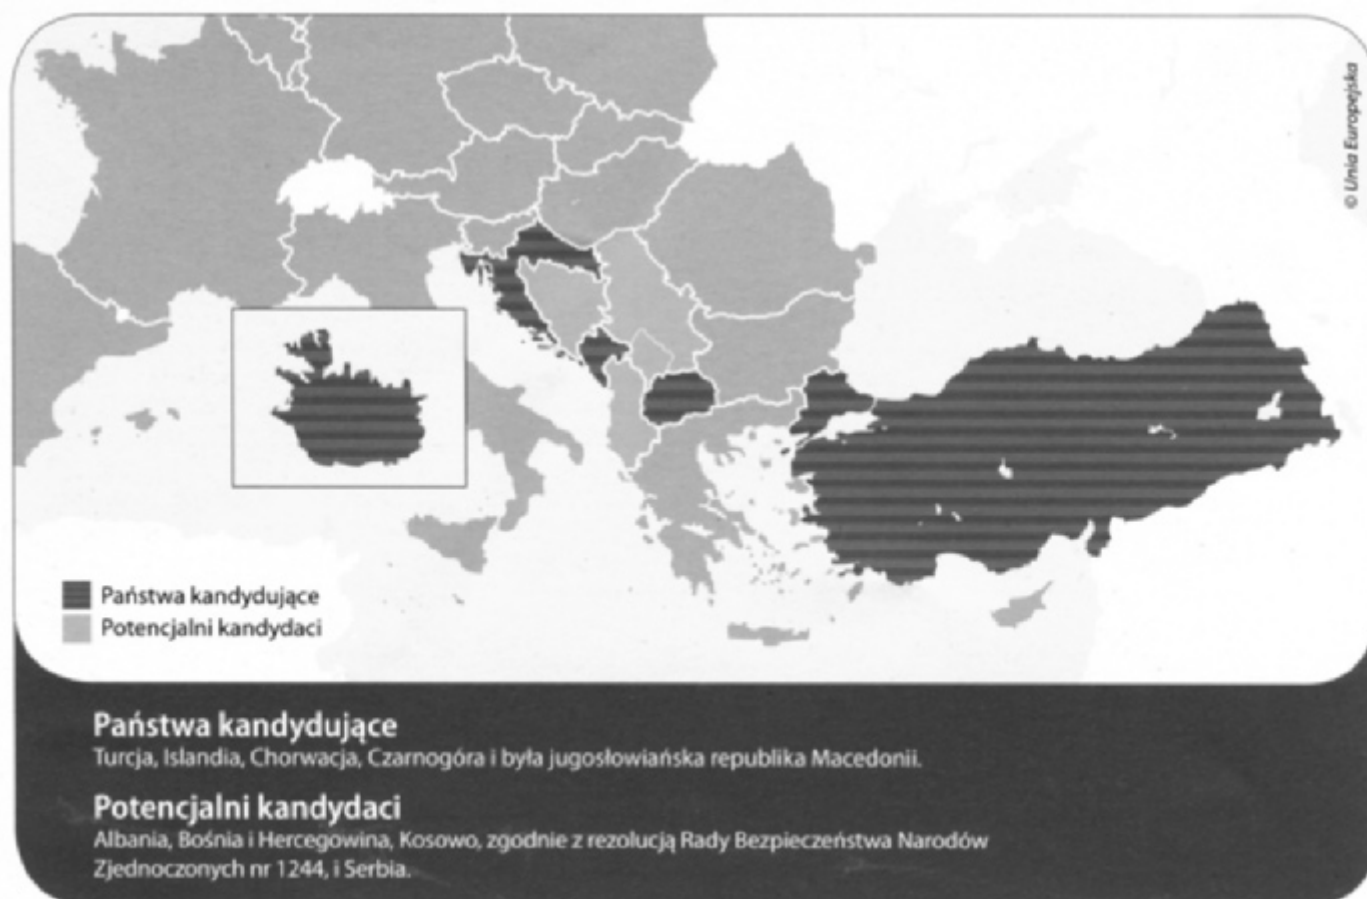 © Unia Europejska
Państwa kandydujące
Potencjalni kandydaci
Państwa kandydujące
Turcja, Islandia, Chorwacja, Czarnogóra i była jugosłowiańska republika Macedonii.
Potencjalni kandydaci
Albania, Bośnia i Hercegowina, Kosowo, zgodnie z rezolucją Rady Bezpieczeństwa Narodów
Zjednoczonych nr 1244, i Serbia.